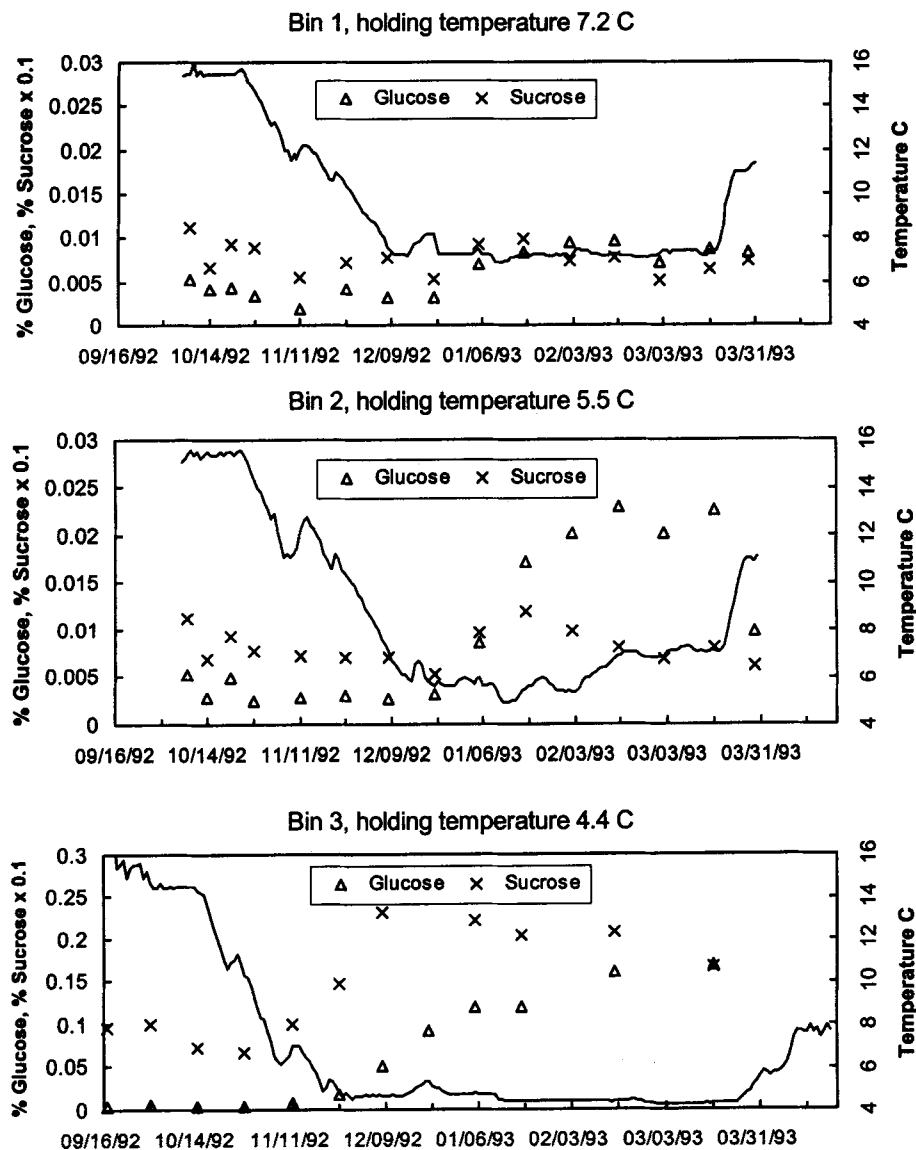 Bin 1, holding temperature 7.2 C
% Glucose, % Sucrose x 0.1
0.03
0.025
0.02
0.015
0.01
0.005
0
Glucose Sucrose
16
14
12
10
8
6
4
Temperature C
09/16/92 10/14/92 11/11/92 12/09/92 01/06/93 02/03/93 03/03/93 03/31/93
Bin 2, holding temperature 5.5 C
% Glucose, % Sucrose x 0.1
0.03
0.025
0.02
0.015
0.01
0.005
0
Glucose Sucrose
16
14
12
10
8
6
4
Temperature C
09/16/92 10/14/92 11/11/92 12/09/92 01/06/93 02/03/93 03/03/93 03/31/93
Bin 3, holding temperature 4.4 C
% Glucose, % Sucrose x 0.1
0.3
0.25
0.2
0.15
0.1
0.05
0
Glucose Sucrose
16
14
12
10
8
6
4
Temperature C
09/16/92 10/14/92 11/11/92 12/09/92 01/06/93 02/03/93 03/03/93 03/31/93